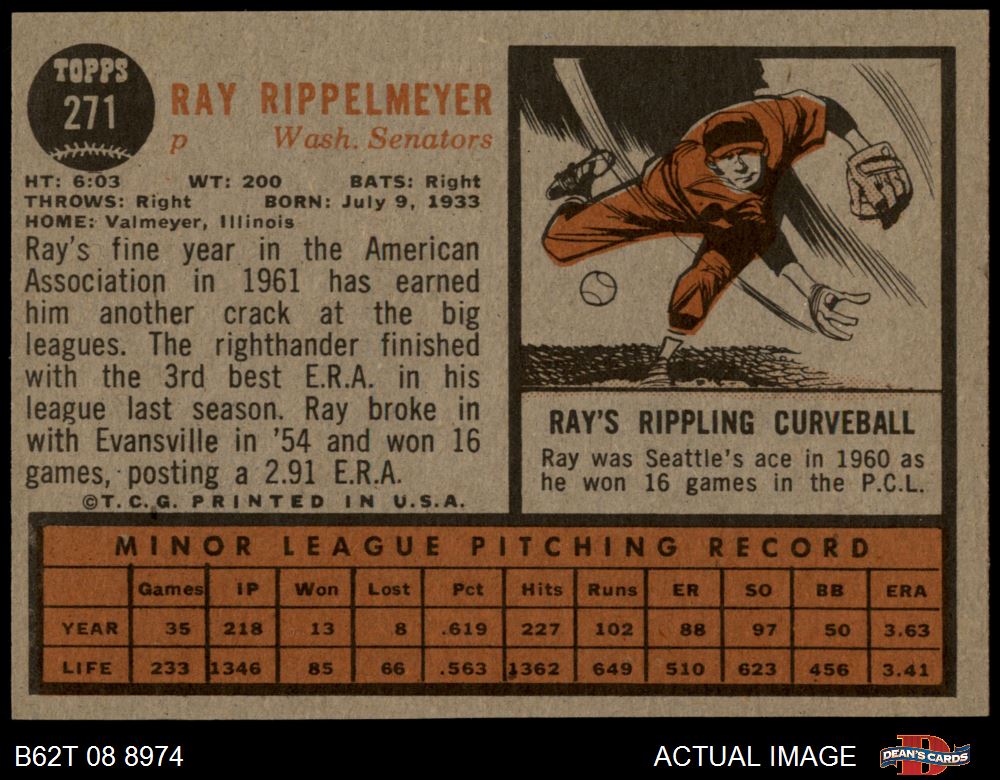 TOPPS
271
RAY RIPPELMEYER
p Wash. Senators
HT: 6:03 WT: 200 BATS: Right
THROWS: Right BORN: July 9, 1933
HOME: Valmeyer, Illinois
Ray's fine year in the American
Association in 1961 has earned
him another crack at the big
leagues. The righthander finished
with the 3rd best E.R.A. in his
league last season. Ray broke in
with Evansville in '54 and won 16
games, posting a 2.91 E.R.A.
©T.C.G. PRINTED IN U.S.A.
RAY'S RIPPLING CURVEBALL
Ray was Seattle's ace in 1960 as
he won 16 games in the P.C.L.
MINOR LEAGUE PITCHING RECORD
Games IP Won Lost Pct Hits Runs ER SO BB ERA
YEAR 35 218 13 8 .619 227 102 88 97 50 3.63
LIFE 233 1346 85 66 .563 1362 649 510 623 456 3.41
B62T 08 8974 ACTUAL IMAGE DEAN'S CARDS